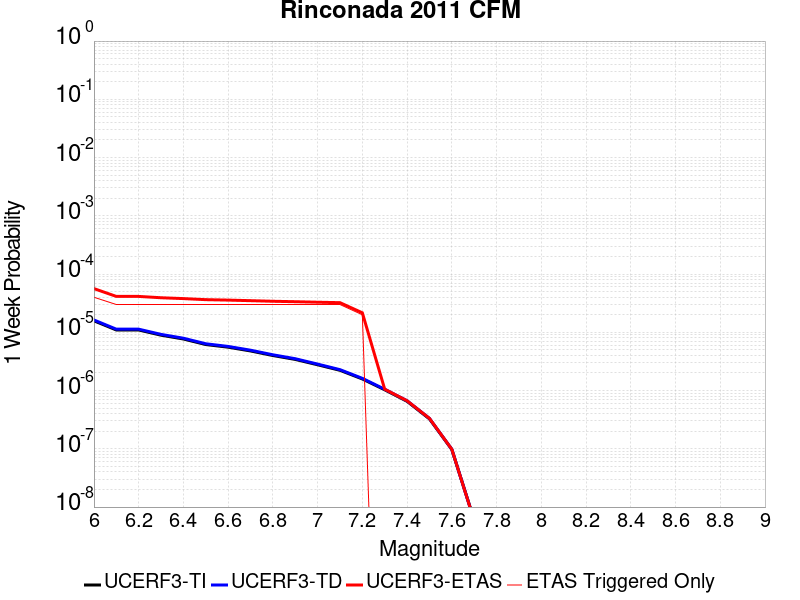 Rinconada 2011 CFM
10^0
10^-1
10^-2
10^-3
10^-4
10^-5
10^-6
10^-7
10^-8
1 Week Probability
6 6.2 6.4 6.6 6.8 7 7.2 7.4 7.6 7.8 8 8.2 8.4 8.6 8.8 9
Magnitude
UCERF3-TI UCERF3-TD UCERF3-ETAS ETAS Triggered Only